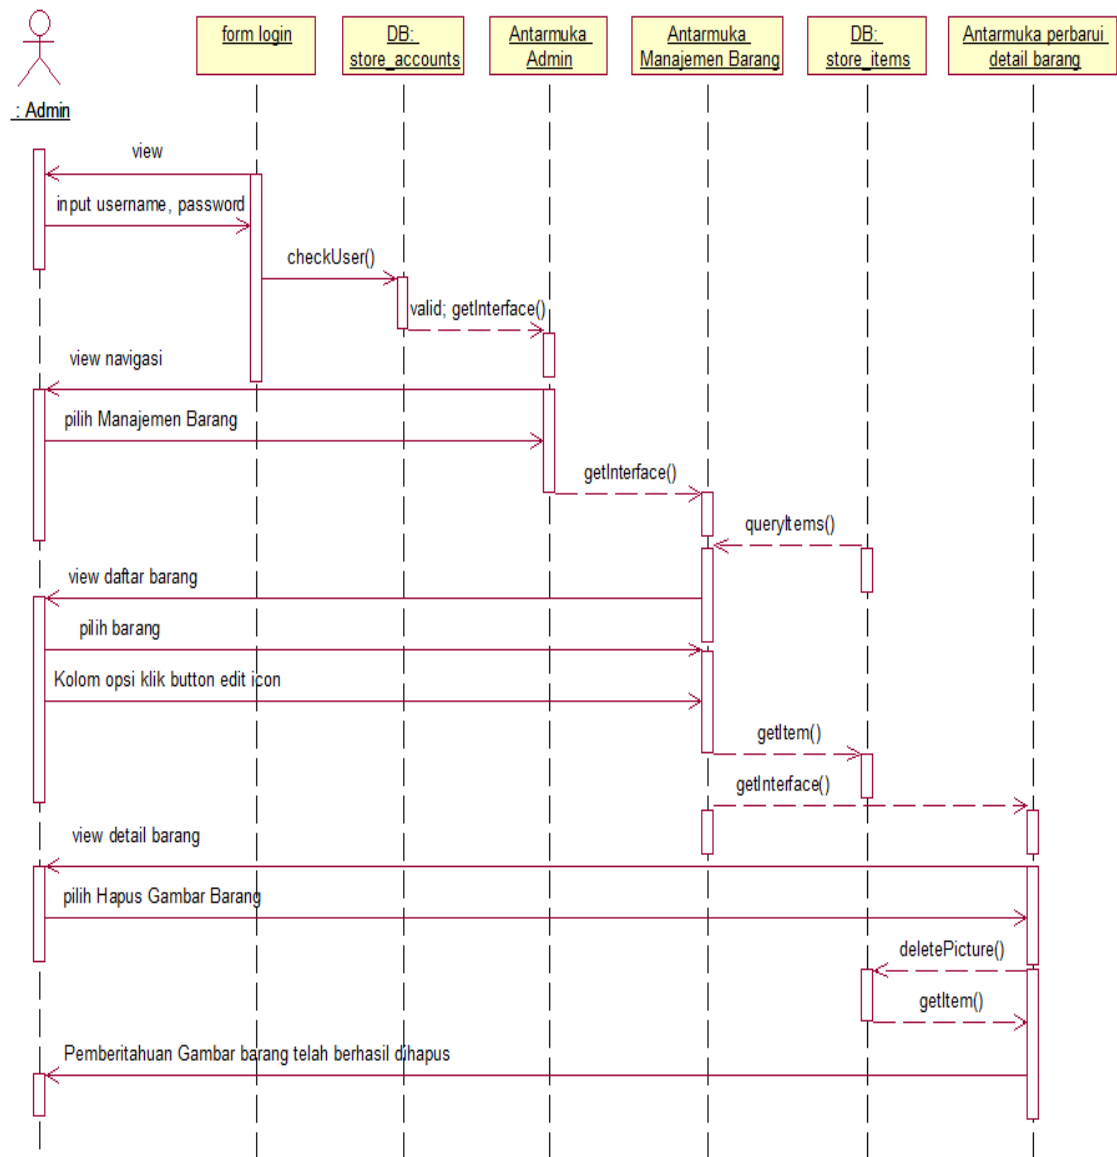 form login
DB:
store_accounts
Antarmuka
Admin
Antarmuka
Manajemen Barang
DB:
store_items
Antarmuka perbarui
detail barang
: Admin
view
input username, password
checkUser()
valid; getInterface()
view navigasi
pilih Manajemen Barang
getInterface()
queryItems()
view daftar barang
pilih barang
Kolom opsi klik button edit icon
getItem()
getInterface()
view detail barang
pilih Hapus Gambar Barang
deletePicture()
getItem()
Pemberitahuan Gambar barang telah berhasil dihapus